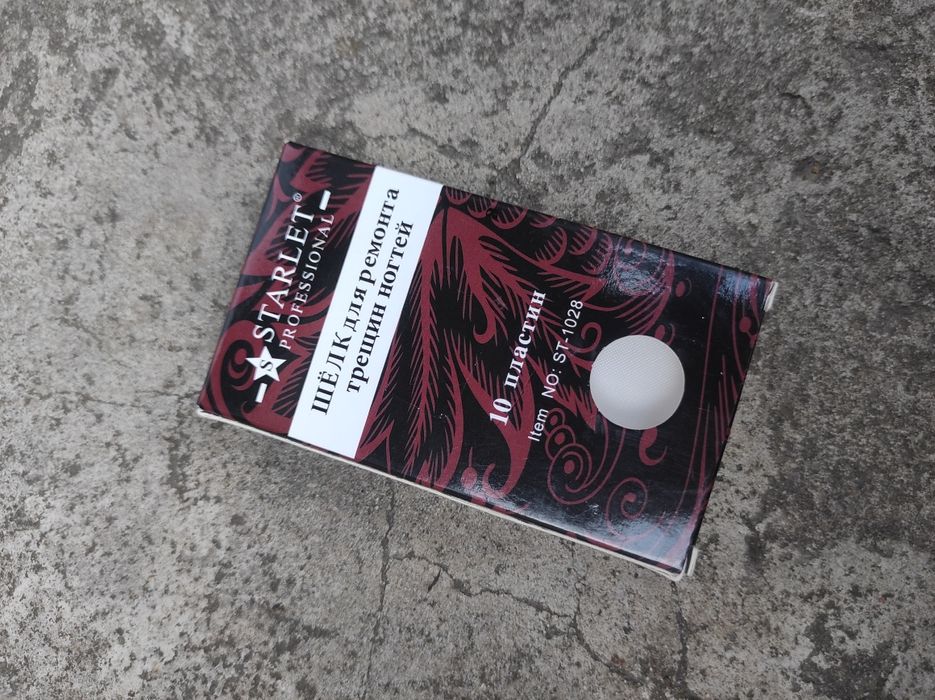 STARLET®
PROFESSIONAL
ШЁЛК для ремонта
трещин ногтей
10 пластин
Item NO: ST-1028